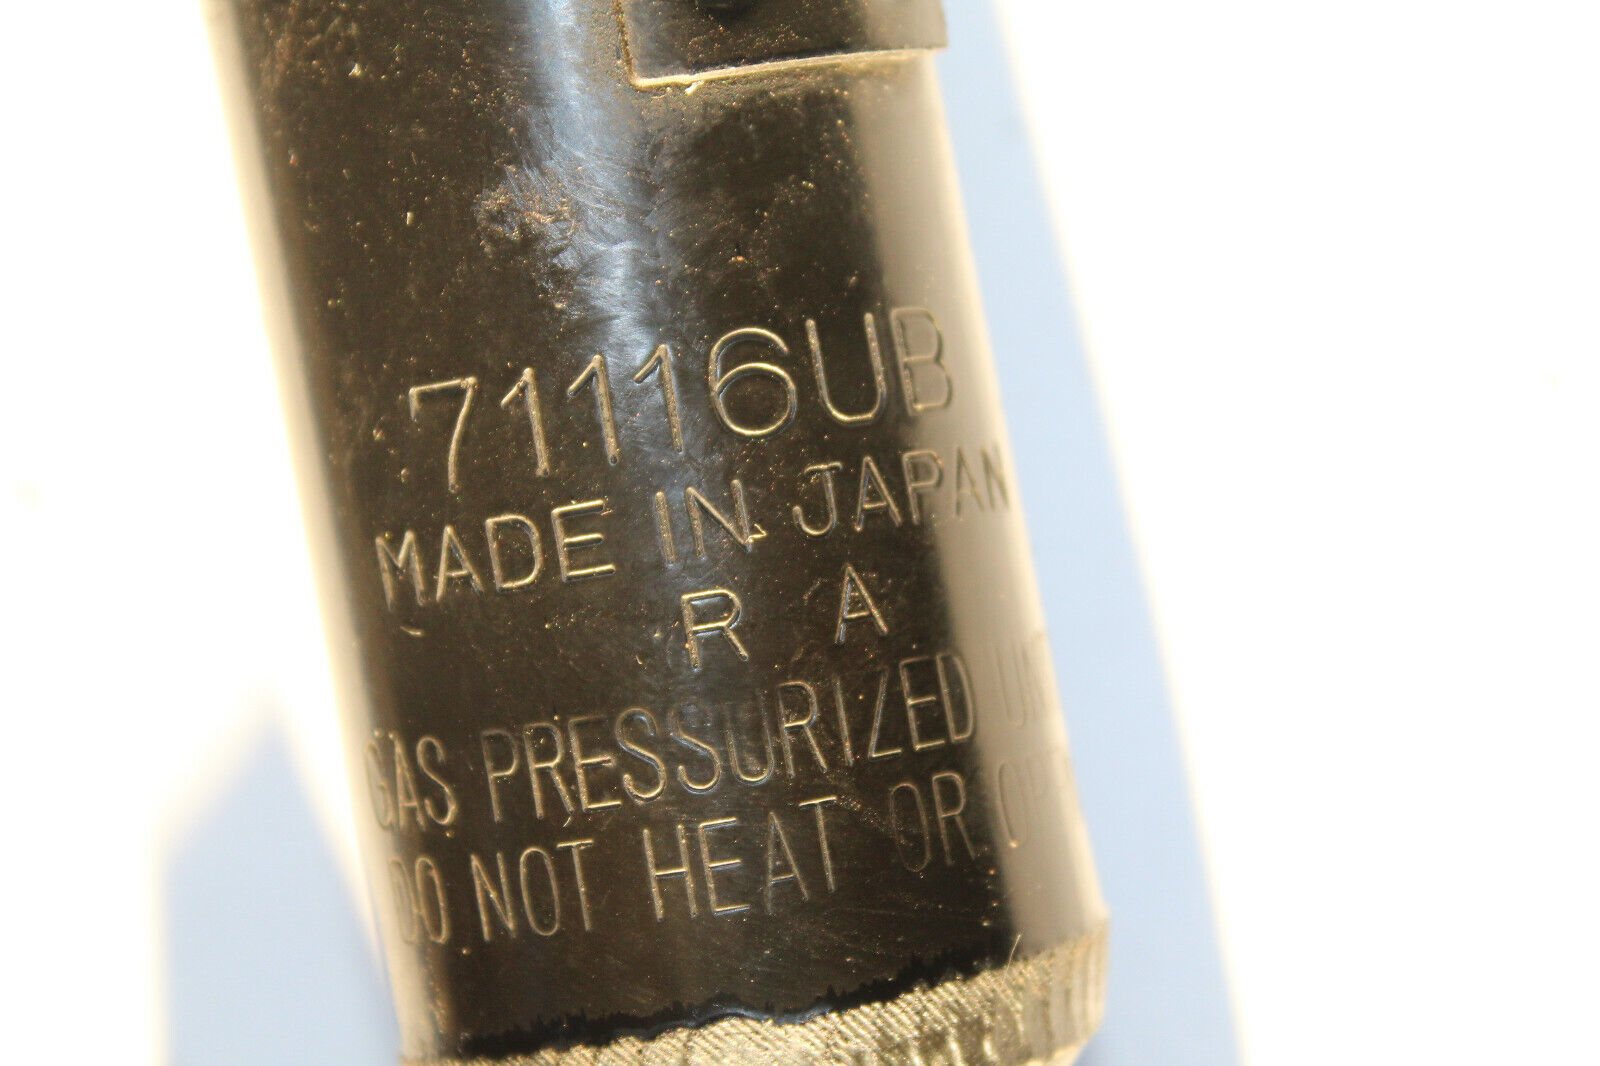 71116UB
MADE IN JAPAN
R A
GAS PRESSURIZED
DO NOT HEAT OR